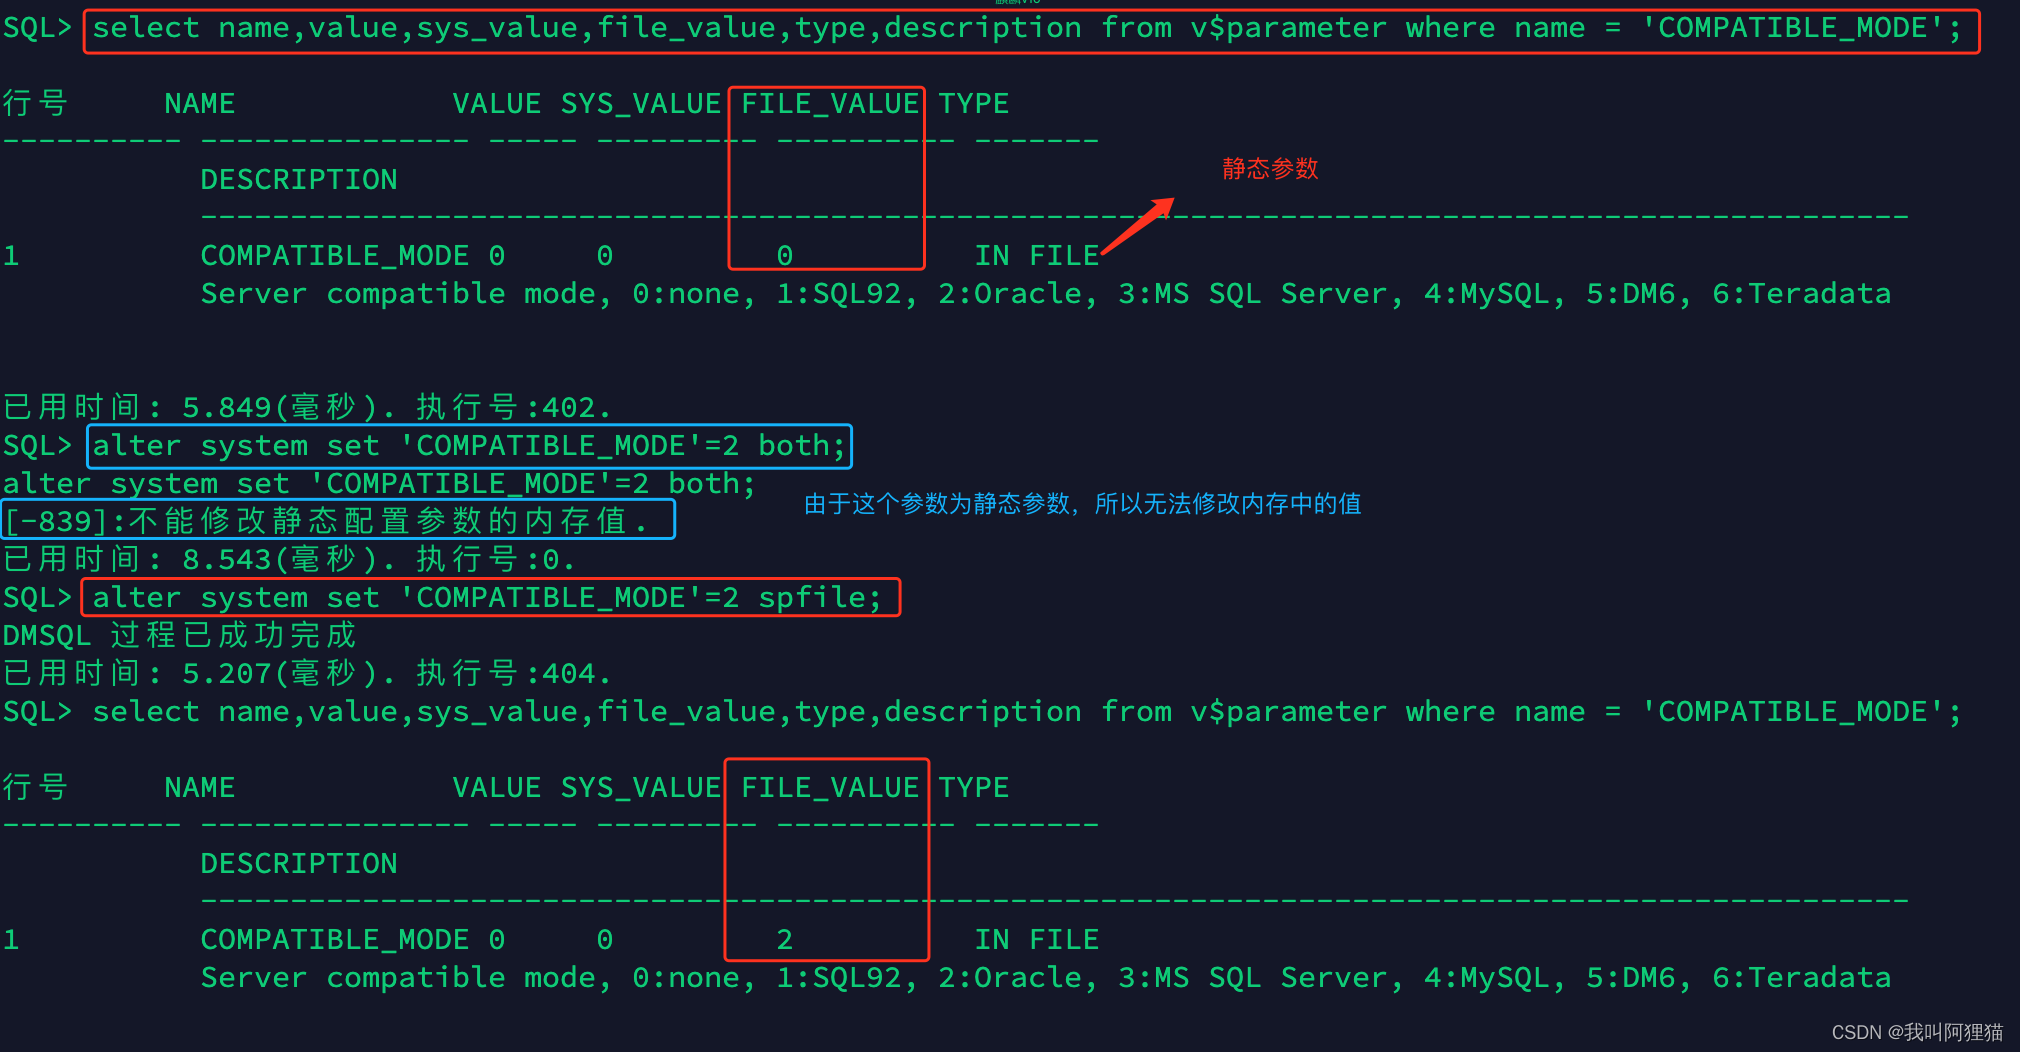 SQL> select name,value,sys_value,file_value,type,description from v$parameter where name = 'COMPATIBLE_MODE';
行号 NAME VALUE SYS_VALUE FILE_VALUE TYPE
---------- --------------- ----- --------- ---------- -------
DESCRIPTION
静态参数
-----------------------------------------------------------------------------------------------
1 COMPATIBLE_MODE 0 0 0 IN FILE
Server compatible mode, 0:none, 1:SQL92, 2:Oracle, 3:MS SQL Server, 4:MySQL, 5:DM6, 6:Teradata
已用时间: 5.849(毫秒). 执行号:402.
SQL> alter system set 'COMPATIBLE_MODE'=2 both;
alter system set 'COMPATIBLE_MODE'=2 both;
[-839]:不能修改静态配置参数的内存值.
由于这个参数为静态参数，所以无法修改内存中的值
已用时间: 8.543(毫秒). 执行号:0.
SQL> alter system set 'COMPATIBLE_MODE'=2 spfile;
DMSQL 过程已成功完成
已用时间: 5.207(毫秒). 执行号:404.
SQL> select name,value,sys_value,file_value,type,description from v$parameter where name = 'COMPATIBLE_MODE';
行号 NAME VALUE SYS_VALUE FILE_VALUE TYPE
---------- --------------- ----- --------- ---------- -------
DESCRIPTION
-----------------------------------------------------------------------------------------------
1 COMPATIBLE_MODE 0 0 2 IN FILE
Server compatible mode, 0:none, 1:SQL92, 2:Oracle, 3:MS SQL Server, 4:MySQL, 5:DM6, 6:Teradata
CSDN @我叫阿狸猫